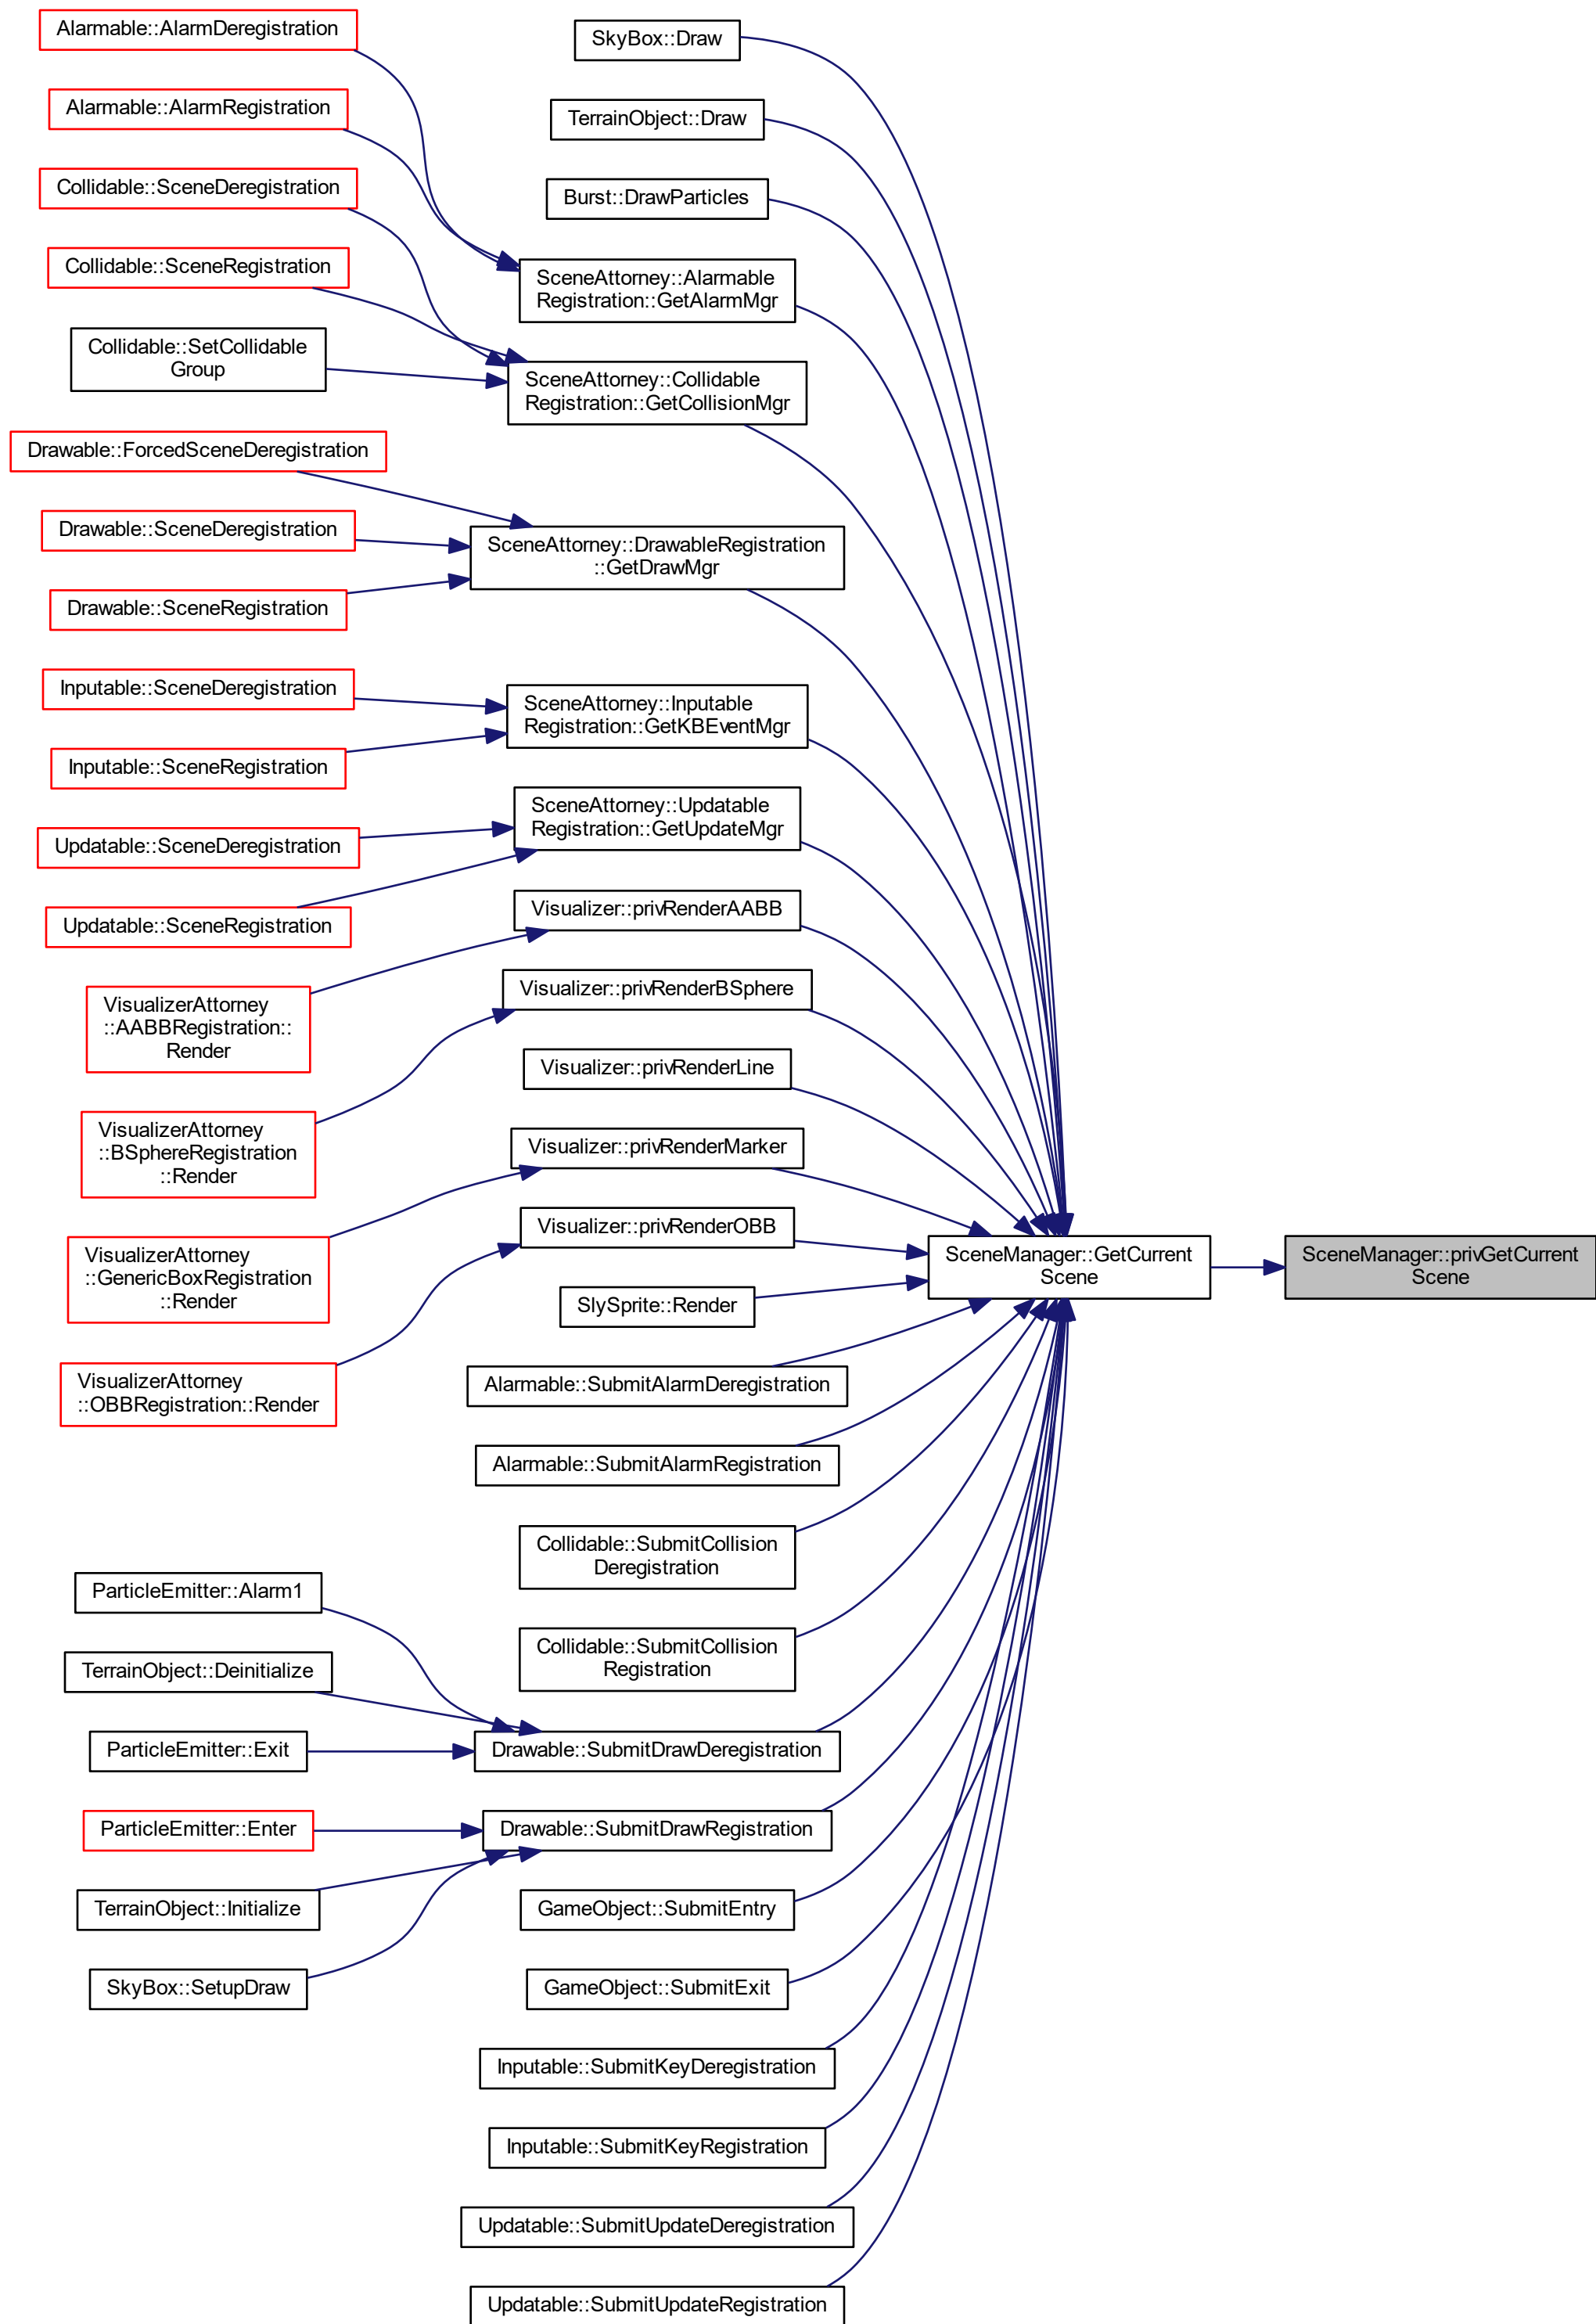 Alarmable::AlarmDeregistration
Alarmable::AlarmRegistration
Collidable::SceneDeregistration
Collidable::SceneRegistration
Collidable::SetCollidable
Group
Drawable::ForcedSceneDeregistration
Drawable::SceneDeregistration
Drawable::SceneRegistration
Inputable::SceneDeregistration
Inputable::SceneRegistration
Updatable::SceneDeregistration
Updatable::SceneRegistration
VisualizerAttorney
::AABBRegistration::
Render
VisualizerAttorney
::BSphereRegistration
::Render
VisualizerAttorney
::GenericBoxRegistration
::Render
VisualizerAttorney
::OBBRegistration::Render
ParticleEmitter::Alarm1
TerrainObject::Deinitialize
ParticleEmitter::Exit
ParticleEmitter::Enter
TerrainObject::Initialize
SkyBox::SetupDraw
SkyBox::Draw
TerrainObject::Draw
Burst::DrawParticles
SceneAttorney::Alarmable
Registration::GetAlarmMgr
SceneAttorney::Collidable
Registration::GetCollisionMgr
SceneAttorney::DrawableRegistration
::GetDrawMgr
SceneAttorney::Inputable
Registration::GetKBEventMgr
SceneAttorney::Updatable
Registration::GetUpdateMgr
Visualizer::privRenderAABB
Visualizer::privRenderBSphere
Visualizer::privRenderLine
Visualizer::privRenderMarker
Visualizer::privRenderOBB
SlySprite::Render
Alarmable::SubmitAlarmDeregistration
Alarmable::SubmitAlarmRegistration
Collidable::SubmitCollision
Deregistration
Collidable::SubmitCollision
Registration
Drawable::SubmitDrawDeregistration
Drawable::SubmitDrawRegistration
GameObject::SubmitEntry
GameObject::SubmitExit
Inputable::SubmitKeyDeregistration
Inputable::SubmitKeyRegistration
Updatable::SubmitUpdateDeregistration
Updatable::SubmitUpdateRegistration
SceneManager::GetCurrent
Scene
SceneManager::privGetCurrent
Scene